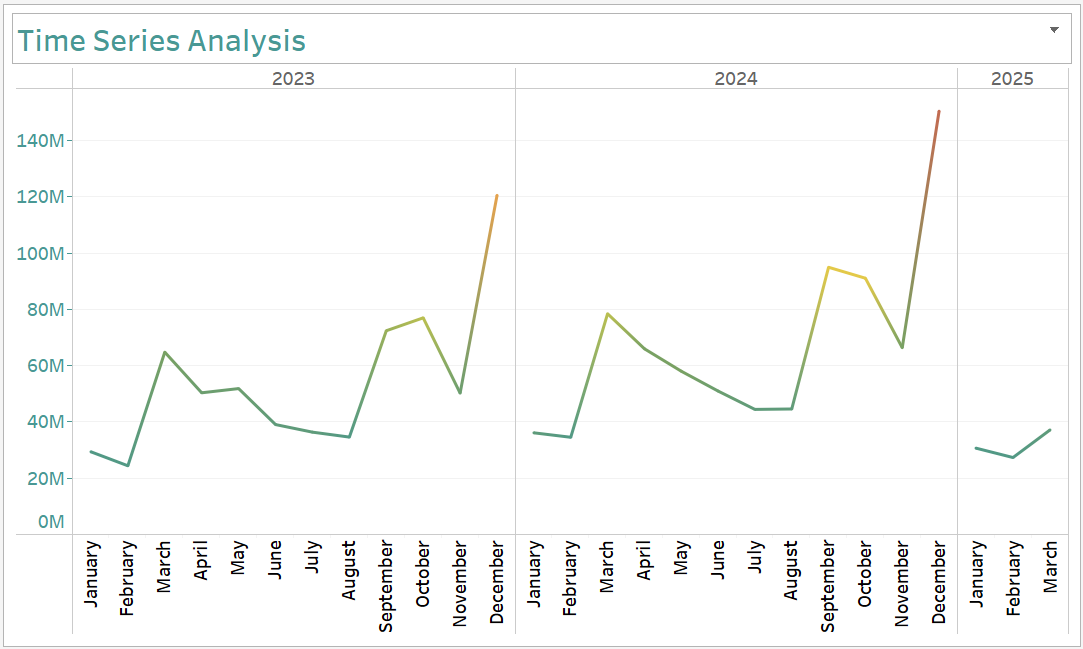 Time Series Analysis
2023 2024 2025
140M
120M
100M
80M
60M
40M
20M
0M
January February March April May June July August September October November December January February March April May June July August September October November December January February March